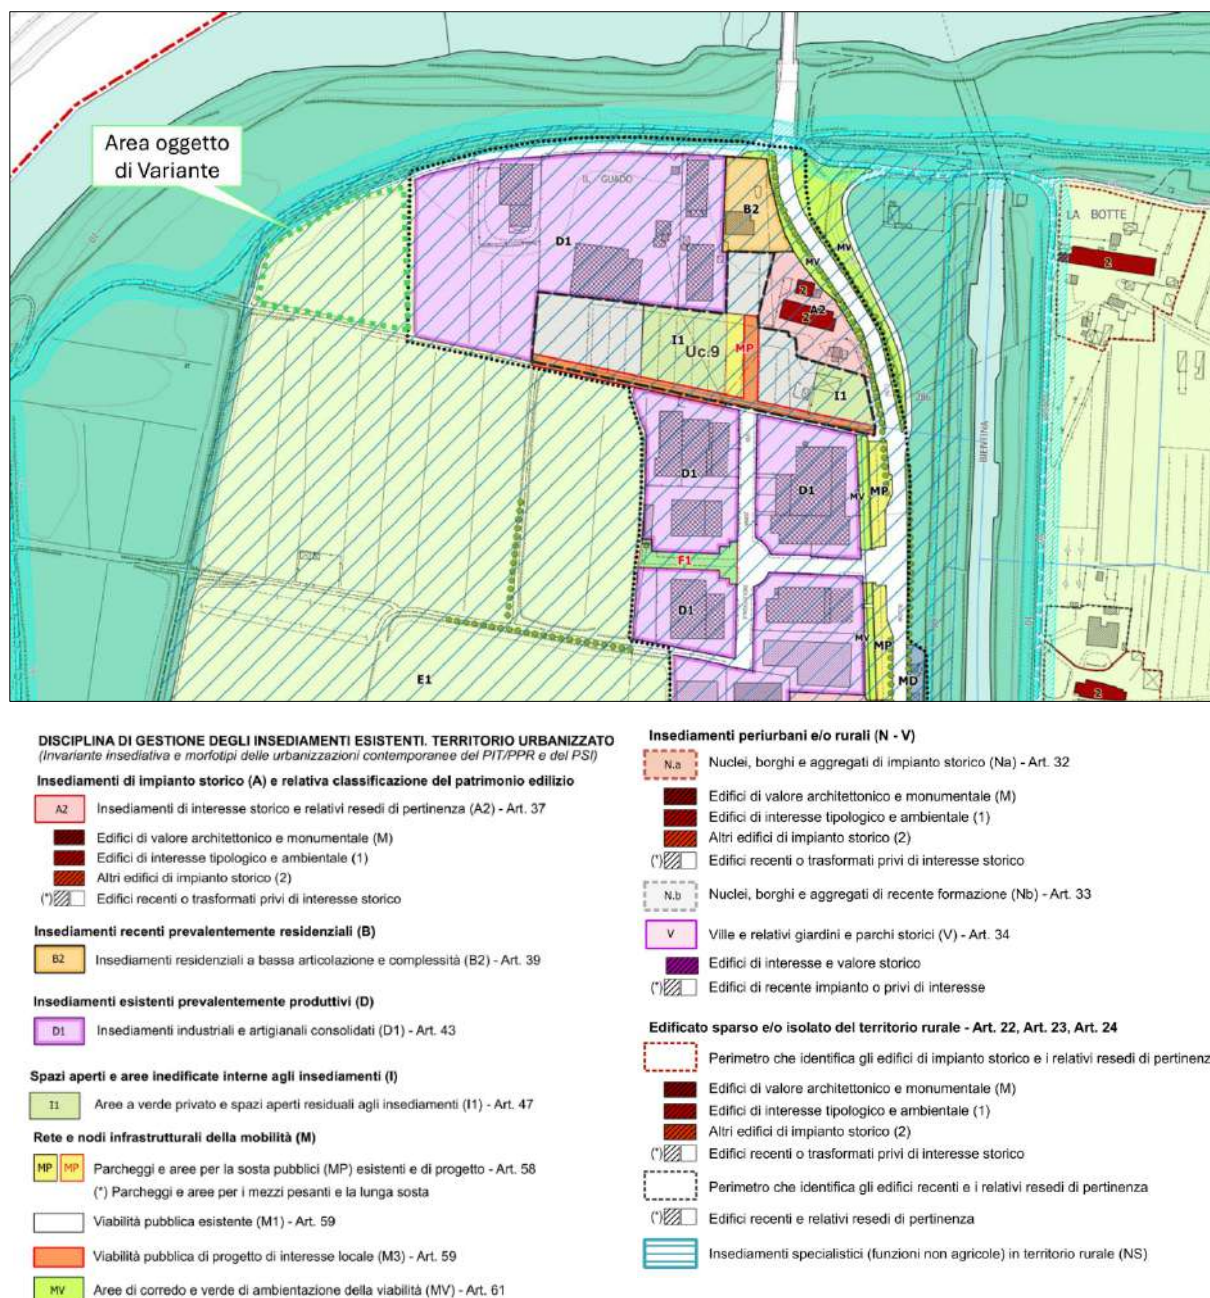 Area oggetto
di Variante
IL GUADO
B2
LA BOTTE
D1
MV
MV
2
2
2
A2
I1
MP
Uc.9
I1
BIENTINA
D1
D1
MV
MP
F1
D1
MV
MP
E1
MD
2
DISCIPLINA DI GESTIONE DEGLI INSEDIAMENTI ESISTENTI. TERRITORIO URBANIZZATO
(Invariante insediativa e morfotipi delle urbanizzazioni contemporanee del PIT/PPR e del PSI)
Insediamenti di impianto storico (A) e relativa classificazione del patrimonio edilizio
A2 Insediamenti di interesse storico e relativi resedi di pertinenza (A2) - Art. 37
Edifici di valore architettonico e monumentale (M)
Edifici di interesse tipologico e ambientale (1)
Altri edifici di impianto storico (2)
(*) Edifici recenti o trasformati privi di interesse storico
Insediamenti recenti prevalentemente residenziali (B)
B2 Insediamenti residenziali a bassa articolazione e complessità (B2) - Art. 39
Insediamenti esistenti prevalentemente produttivi (D)
D1 Insediamenti industriali e artigianali consolidati (D1) - Art. 43
Spazi aperti e aree inedificate interne agli insediamenti (I)
I1 Aree a verde privato e spazi aperti residuali agli insediamenti (I1) - Art. 47
Rete e nodi infrastrutturali della mobilità (M)
MP MP Parcheggi e aree per la sosta pubblici (MP) esistenti e di progetto - Art. 58
(*) Parcheggi e aree per i mezzi pesanti e la lunga sosta
Viabilità pubblica esistente (M1) - Art. 59
Viabilità pubblica di progetto di interesse locale (M3) - Art. 59
MV Aree di corredo e verde di ambientazione della viabilità (MV) - Art. 61
Insediamenti periurbani e/o rurali (N - V)
N.a Nuclei, borghi e aggregati di impianto storico (Na) - Art. 32
Edifici di valore architettonico e monumentale (M)
Edifici di interesse tipologico e ambientale (1)
Altri edifici di impianto storico (2)
(*) Edifici recenti o trasformati privi di interesse storico
N.b Nuclei, borghi e aggregati di recente formazione (Nb) - Art. 33
V Ville e relativi giardini e parchi storici (V) - Art. 34
Edifici di interesse e valore storico
(*) Edifici di recente impianto o privi di interesse
Edificato sparso e/o isolato del territorio rurale - Art. 22, Art. 23, Art. 24
Perimetro che identifica gli edifici di impianto storico e i relativi resedi di pertinenz
Edifici di valore architettonico e monumentale (M)
Edifici di interesse tipologico e ambientale (1)
Altri edifici di impianto storico (2)
(*) Edifici recenti o trasformati privi di interesse storico
Perimetro che identifica gli edifici recenti e i relativi resedi di pertinenza
(*) Edifici recenti e relativi resedi di pertinenza
Insediamenti specialistici (funzioni non agricole) in territorio rurale (NS)